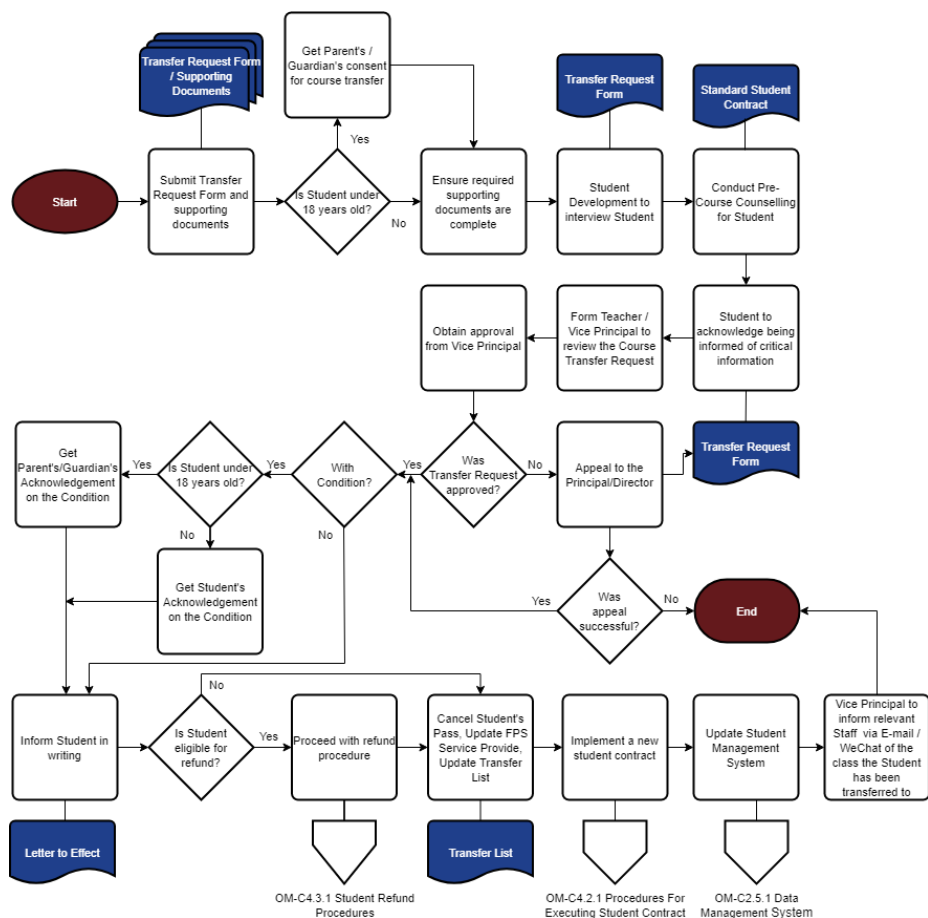 Transfer Request Form
/ Supporting
Documents
Get Parent's /
Guardian's consent
for course transfer
Transfer Request
Form
Standard Student
Contract
Yes
Start
Submit Transfer
Request Form and
supporting
documents
Is Student under
18 years old?
No
Ensure required
supporting
documents are
complete
Student
Development to
interview Student
Conduct Pre-
Course Counselling
for Student
Obtain approval
from Vice Principal
Form Teacher /
Vice Principal to
review the Course
Transfer Request
Student to
acknowledge being
informed of critical
information
Get
Parent's/Guardian's
Acknowledgement
on the Condition
Yes
Is Student under
18 years old?
Yes
With
Condition?
Yes
Was
Transfer Request
approved?
No
Appeal to the
Principal/Director
Transfer Request
Form
No
No
Get Student's
Acknowledgement
on the Condition
Yes
Was
appeal
successful?
No
End
No
Inform Student in
writing
Is Student
eligible for
refund?
Yes
Proceed with refund
procedure
Cancel Student's
Pass, Update FPS
Service Provide,
Update Transfer
List
Implement a new
student contract
Update Student
Management
System
Vice Principal to
inform relevant
Staff via E-mail /
WeChat of the
class the Student
has been
transferred to
Letter to Effect
Transfer List
OM-C4.3.1 Student Refund
Procedures
OM-C4.2.1 Procedures For
Executing Student Contract
OM-C2.5.1 Data
Management System